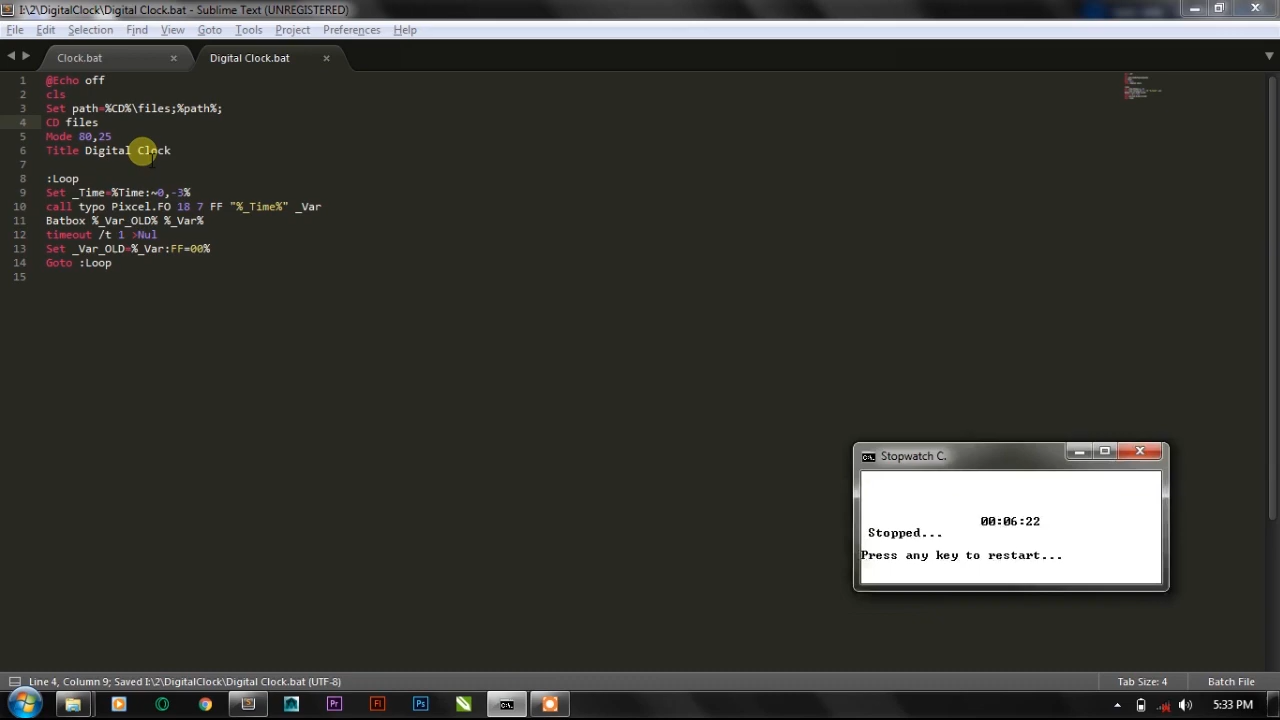 I:\2\DigitalClock\Digital Clock.bat - Sublime Text (UNREGISTERED)
File Edit Selection Find View Goto Tools Project Preferences Help
Clock.bat Digital Clock.bat
1 @Echo off
2 cls
3 Set path=%CD%\files;%path%;
4 CD files
5 Mode 80,25
6 Title Digital Clock
7
8 :Loop
9 Set _Time=%Time:~0,-3%
10 call typo Pixcel.FO 18 7 FF "%_Time%" _Var
11 Batbox %_Var_OLD% %_Var%
12 timeout /t 1 >Nul
13 Set _Var_OLD=%_Var:FF=00%
14 Goto :Loop
15
C:\. Stopwatch C.
00:06:22
Stopped...
Press any key to restart...
Line 4, Column 9; Saved I:\2\DigitalClock\Digital Clock.bat (UTF-8) Tab Size: 4 Batch File
Pr Fl Ps C:\. 5:33 PM